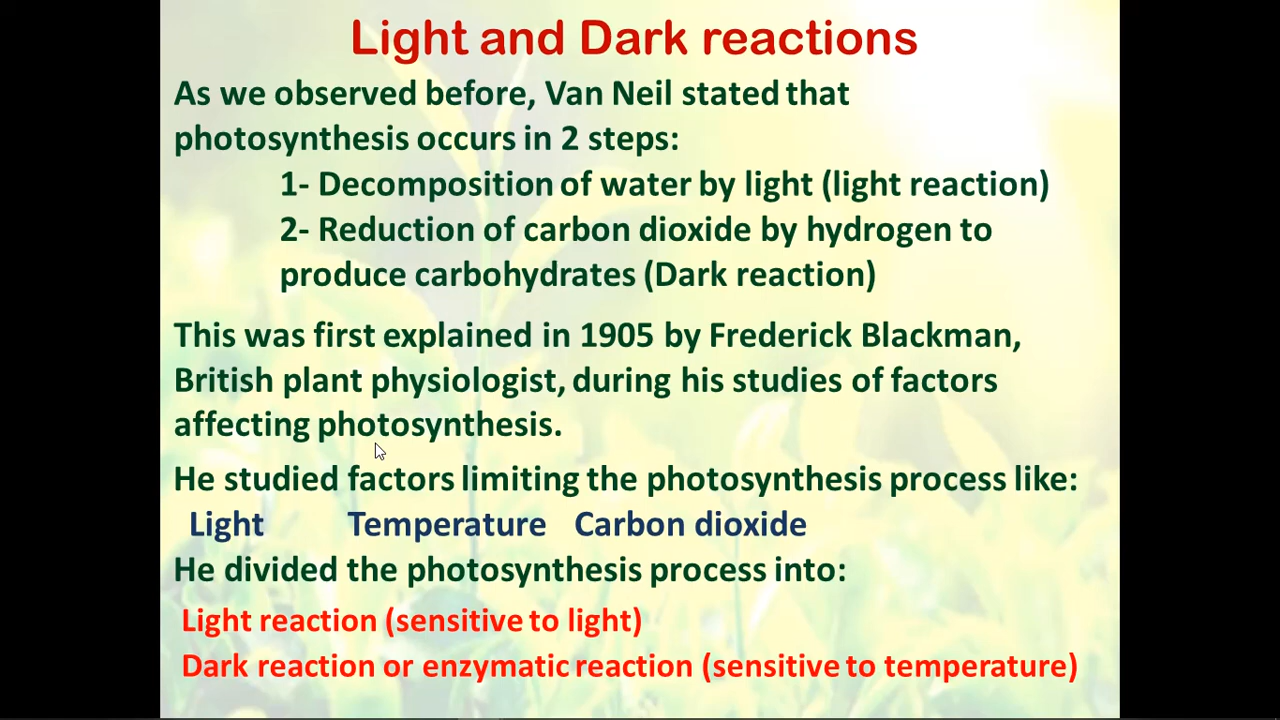 Light and Dark reactions
As we observed before, Van Neil stated that
photosynthesis occurs in 2 steps:
1- Decomposition of water by light (light reaction)
2- Reduction of carbon dioxide by hydrogen to
produce carbohydrates (Dark reaction)
This was first explained in 1905 by Frederick Blackman,
British plant physiologist, during his studies of factors
affecting photosynthesis.
He studied factors limiting the photosynthesis process like:
Light Temperature Carbon dioxide
He divided the photosynthesis process into:
Light reaction (sensitive to light)
Dark reaction or enzymatic reaction (sensitive to temperature)